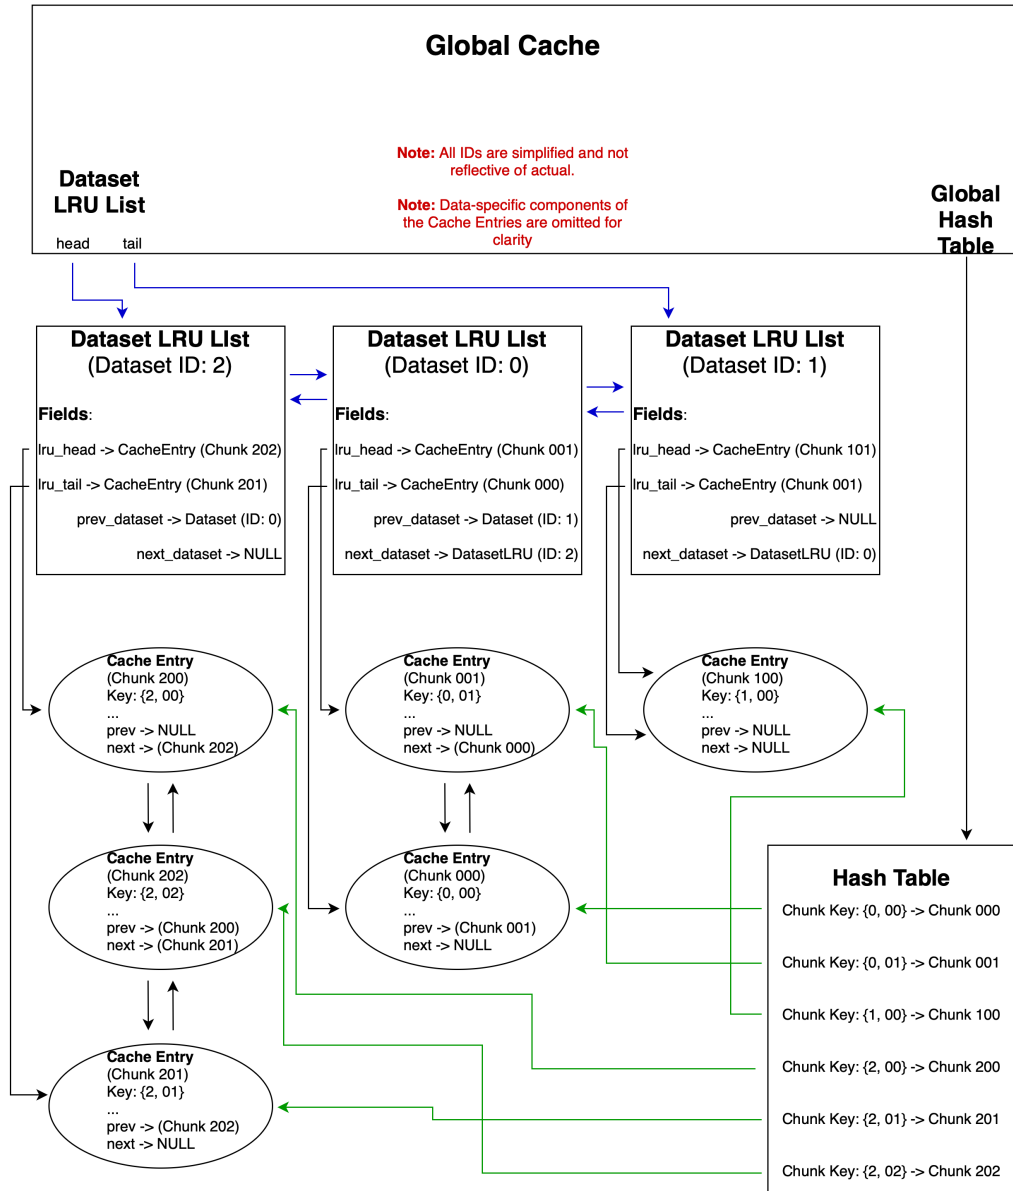 Global Cache
Note: All IDs are simplified and not
reflective of actual.
Note: Data-specific components of
the Cache Entries are omitted for
clarity
Dataset
LRU List
head
tail
Global
Hash
Table
Dataset LRU LIst
(Dataset ID: 2)
Fields:
lru_head -> CacheEntry (Chunk 202)
lru_tail -> CacheEntry (Chunk 201)
prev_dataset -> Dataset (ID: 0)
next_dataset -> NULL
Dataset LRU LIst
(Dataset ID: 0)
Fields:
lru_head -> CacheEntry (Chunk 001)
lru_tail -> CacheEntry (Chunk 000)
prev_dataset -> Dataset (ID: 1)
next_dataset -> DatasetLRU (ID: 2)
Dataset LRU LIst
(Dataset ID: 1)
Fields:
lru_head -> CacheEntry (Chunk 101)
lru_tail -> CacheEntry (Chunk 001)
prev_dataset -> NULL
next_dataset -> DatasetLRU (ID: 0)
Cache Entry
(Chunk 200)
Key: {2, 00}
...
prev -> NULL
next -> (Chunk 202)
Cache Entry
(Chunk 001)
Key: {0, 01}
...
prev -> NULL
next -> (Chunk 000)
Cache Entry
(Chunk 100)
Key: {1, 00}
...
prev -> NULL
next -> NULL
Cache Entry
(Chunk 202)
Key: {2, 02}
...
prev -> (Chunk 200)
next -> (Chunk 201)
Cache Entry
(Chunk 000)
Key: {0, 00}
...
prev -> (Chunk 001)
next -> NULL
Cache Entry
(Chunk 201)
Key: {2, 01}
...
prev -> (Chunk 202)
next -> NULL
Hash Table
Chunk Key: {0, 00} -> Chunk 000
Chunk Key: {0, 01} -> Chunk 001
Chunk Key: {1, 00} -> Chunk 100
Chunk Key: {2, 00} -> Chunk 200
Chunk Key: {2, 01} -> Chunk 201
Chunk Key: {2, 02} -> Chunk 202